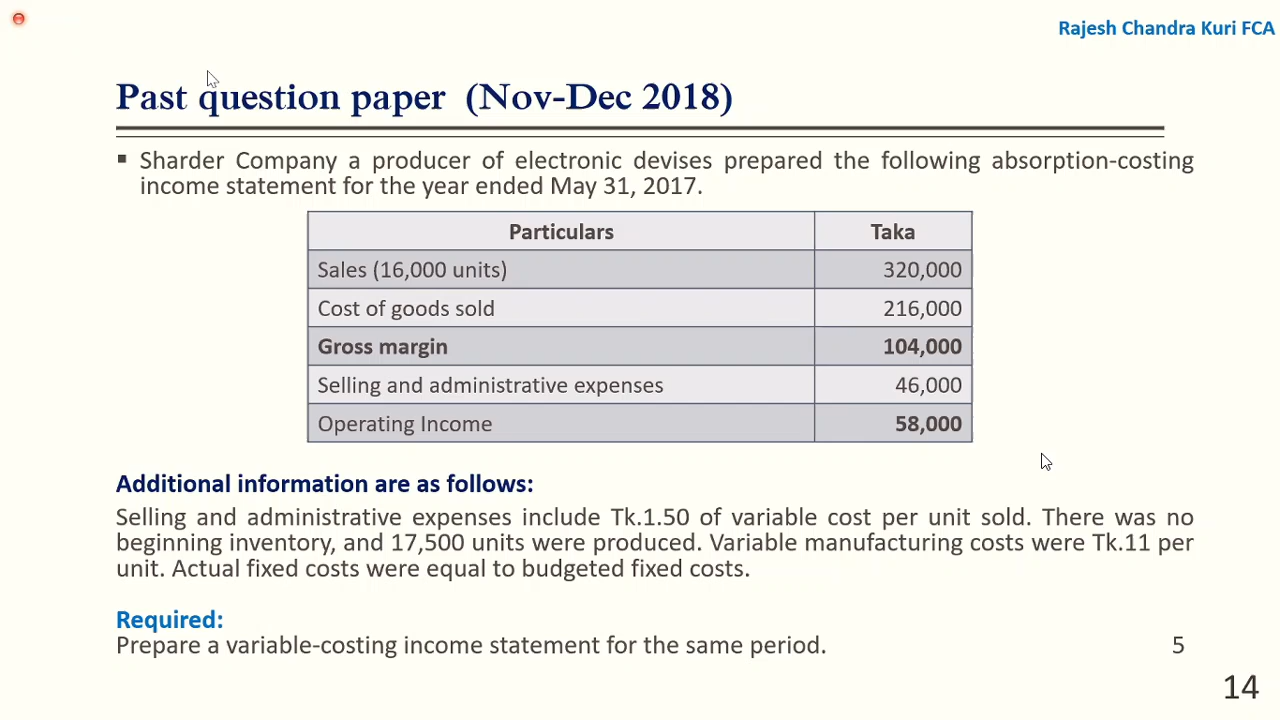 Rajesh Chandra Kuri FCA
Past question paper (Nov-Dec 2018)
▪ Sharder Company a producer of electronic devises prepared the following absorption-costing
income statement for the year ended May 31, 2017.
Particulars Taka
Sales (16,000 units) 320,000
Cost of goods sold 216,000
Gross margin 104,000
Selling and administrative expenses 46,000
Operating Income 58,000
Additional information are as follows:
Selling and administrative expenses include Tk.1.50 of variable cost per unit sold. There was no
beginning inventory, and 17,500 units were produced. Variable manufacturing costs were Tk.11 per
unit. Actual fixed costs were equal to budgeted fixed costs.
Required:
Prepare a variable-costing income statement for the same period. 5
14